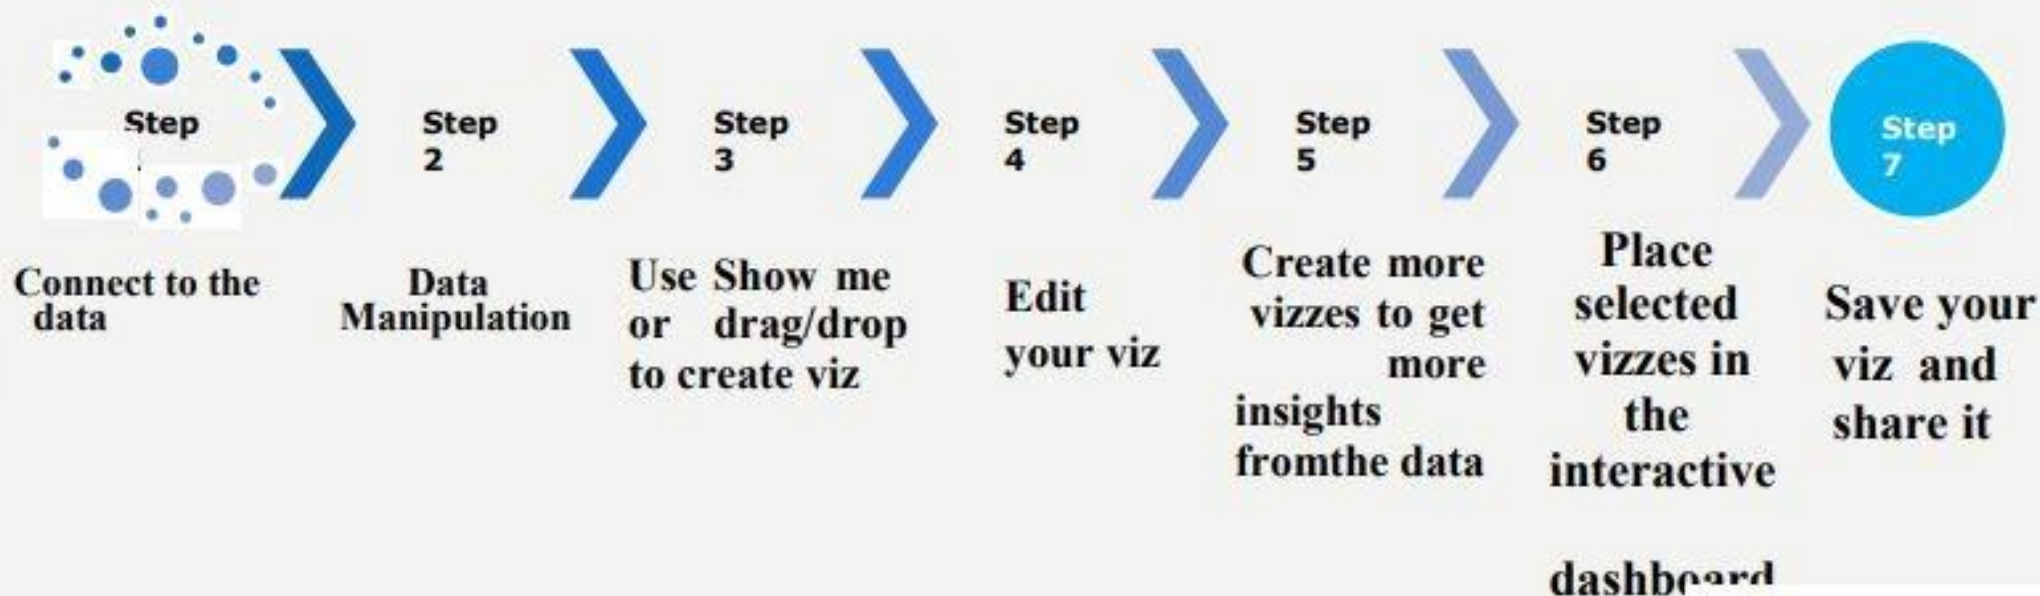 Step
Connect to the
data
Step
2
Data
Manipulation
Step
3
Use Show me
or drag/drop
to create viz
Step
4
Edit
your viz
Step
5
Create more
vizzes to get
more
insights
fromthe data
Step
6
Place
selected
vizzes in
the
interactive
dashboard
Step
7
Save your
viz and
share it